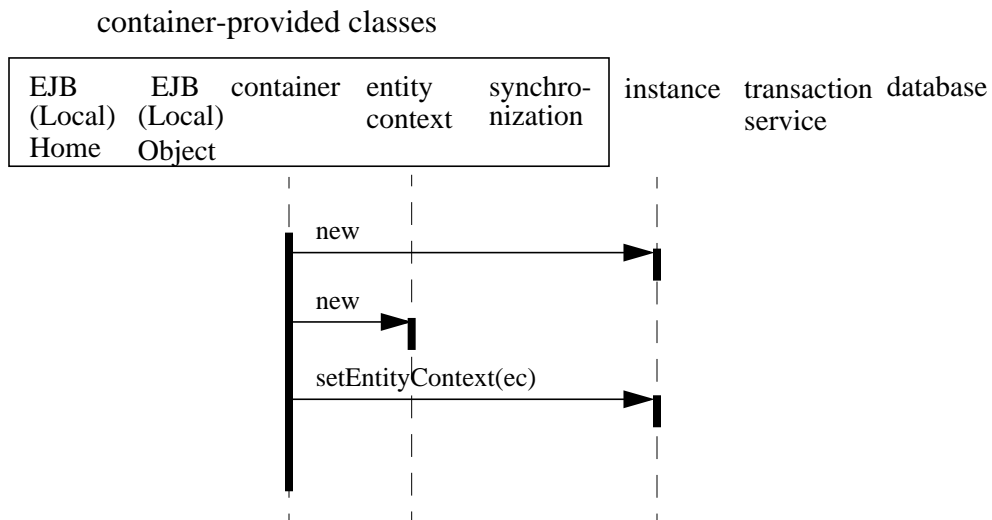 container-provided classes
EJB (Local) Home
EJB (Local) Object
container
entity context
synchro-nization
instance
transaction service
database
new
new
setEntityContext(ec)